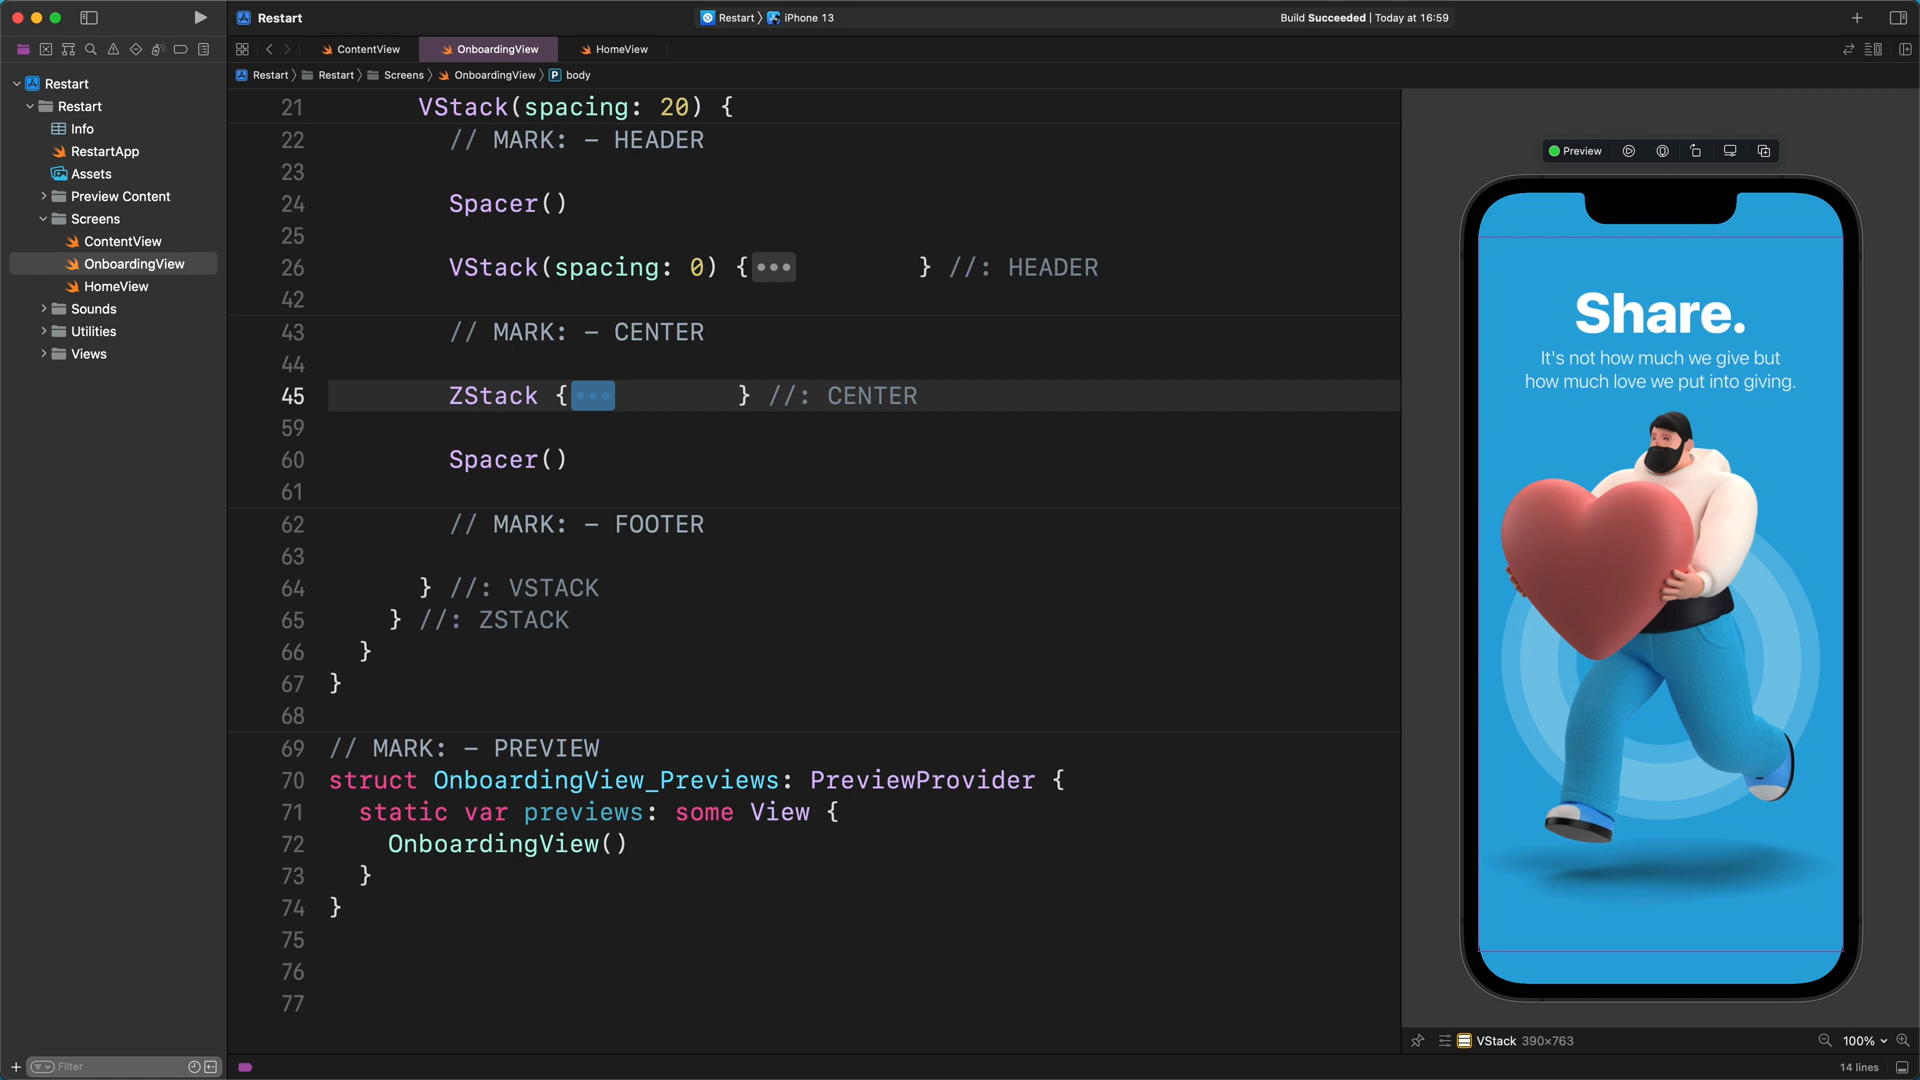 Restart
Restart
iPhone 13
Build Succeeded | Today at 16:59
ContentView
OnboardingView
HomeView
Restart
Restart
Screens
OnboardingView
P
body
Restart
Restart
Info
RestartApp
Assets
Preview Content
Screens
ContentView
OnboardingView
HomeView
Sounds
Utilities
Views
Filter
21 VStack(spacing: 20) {
22 // MARK: - HEADER
23
24 Spacer()
25
26 VStack(spacing: 0) {••• } //: HEADER
42
43 // MARK: - CENTER
44
45 ZStack {••• } //: CENTER
59
60 Spacer()
61
62 // MARK: - FOOTER
63
64 } //: VSTACK
65 } //: ZSTACK
66 }
67 }
68
69 // MARK: - PREVIEW
70 struct OnboardingView_Previews: PreviewProvider {
71 static var previews: some View {
72 OnboardingView()
73 }
74 }
75
76
77
Preview
Share.
It's not how much we give but
how much love we put into giving.
VStack 390×763
100%
14 lines